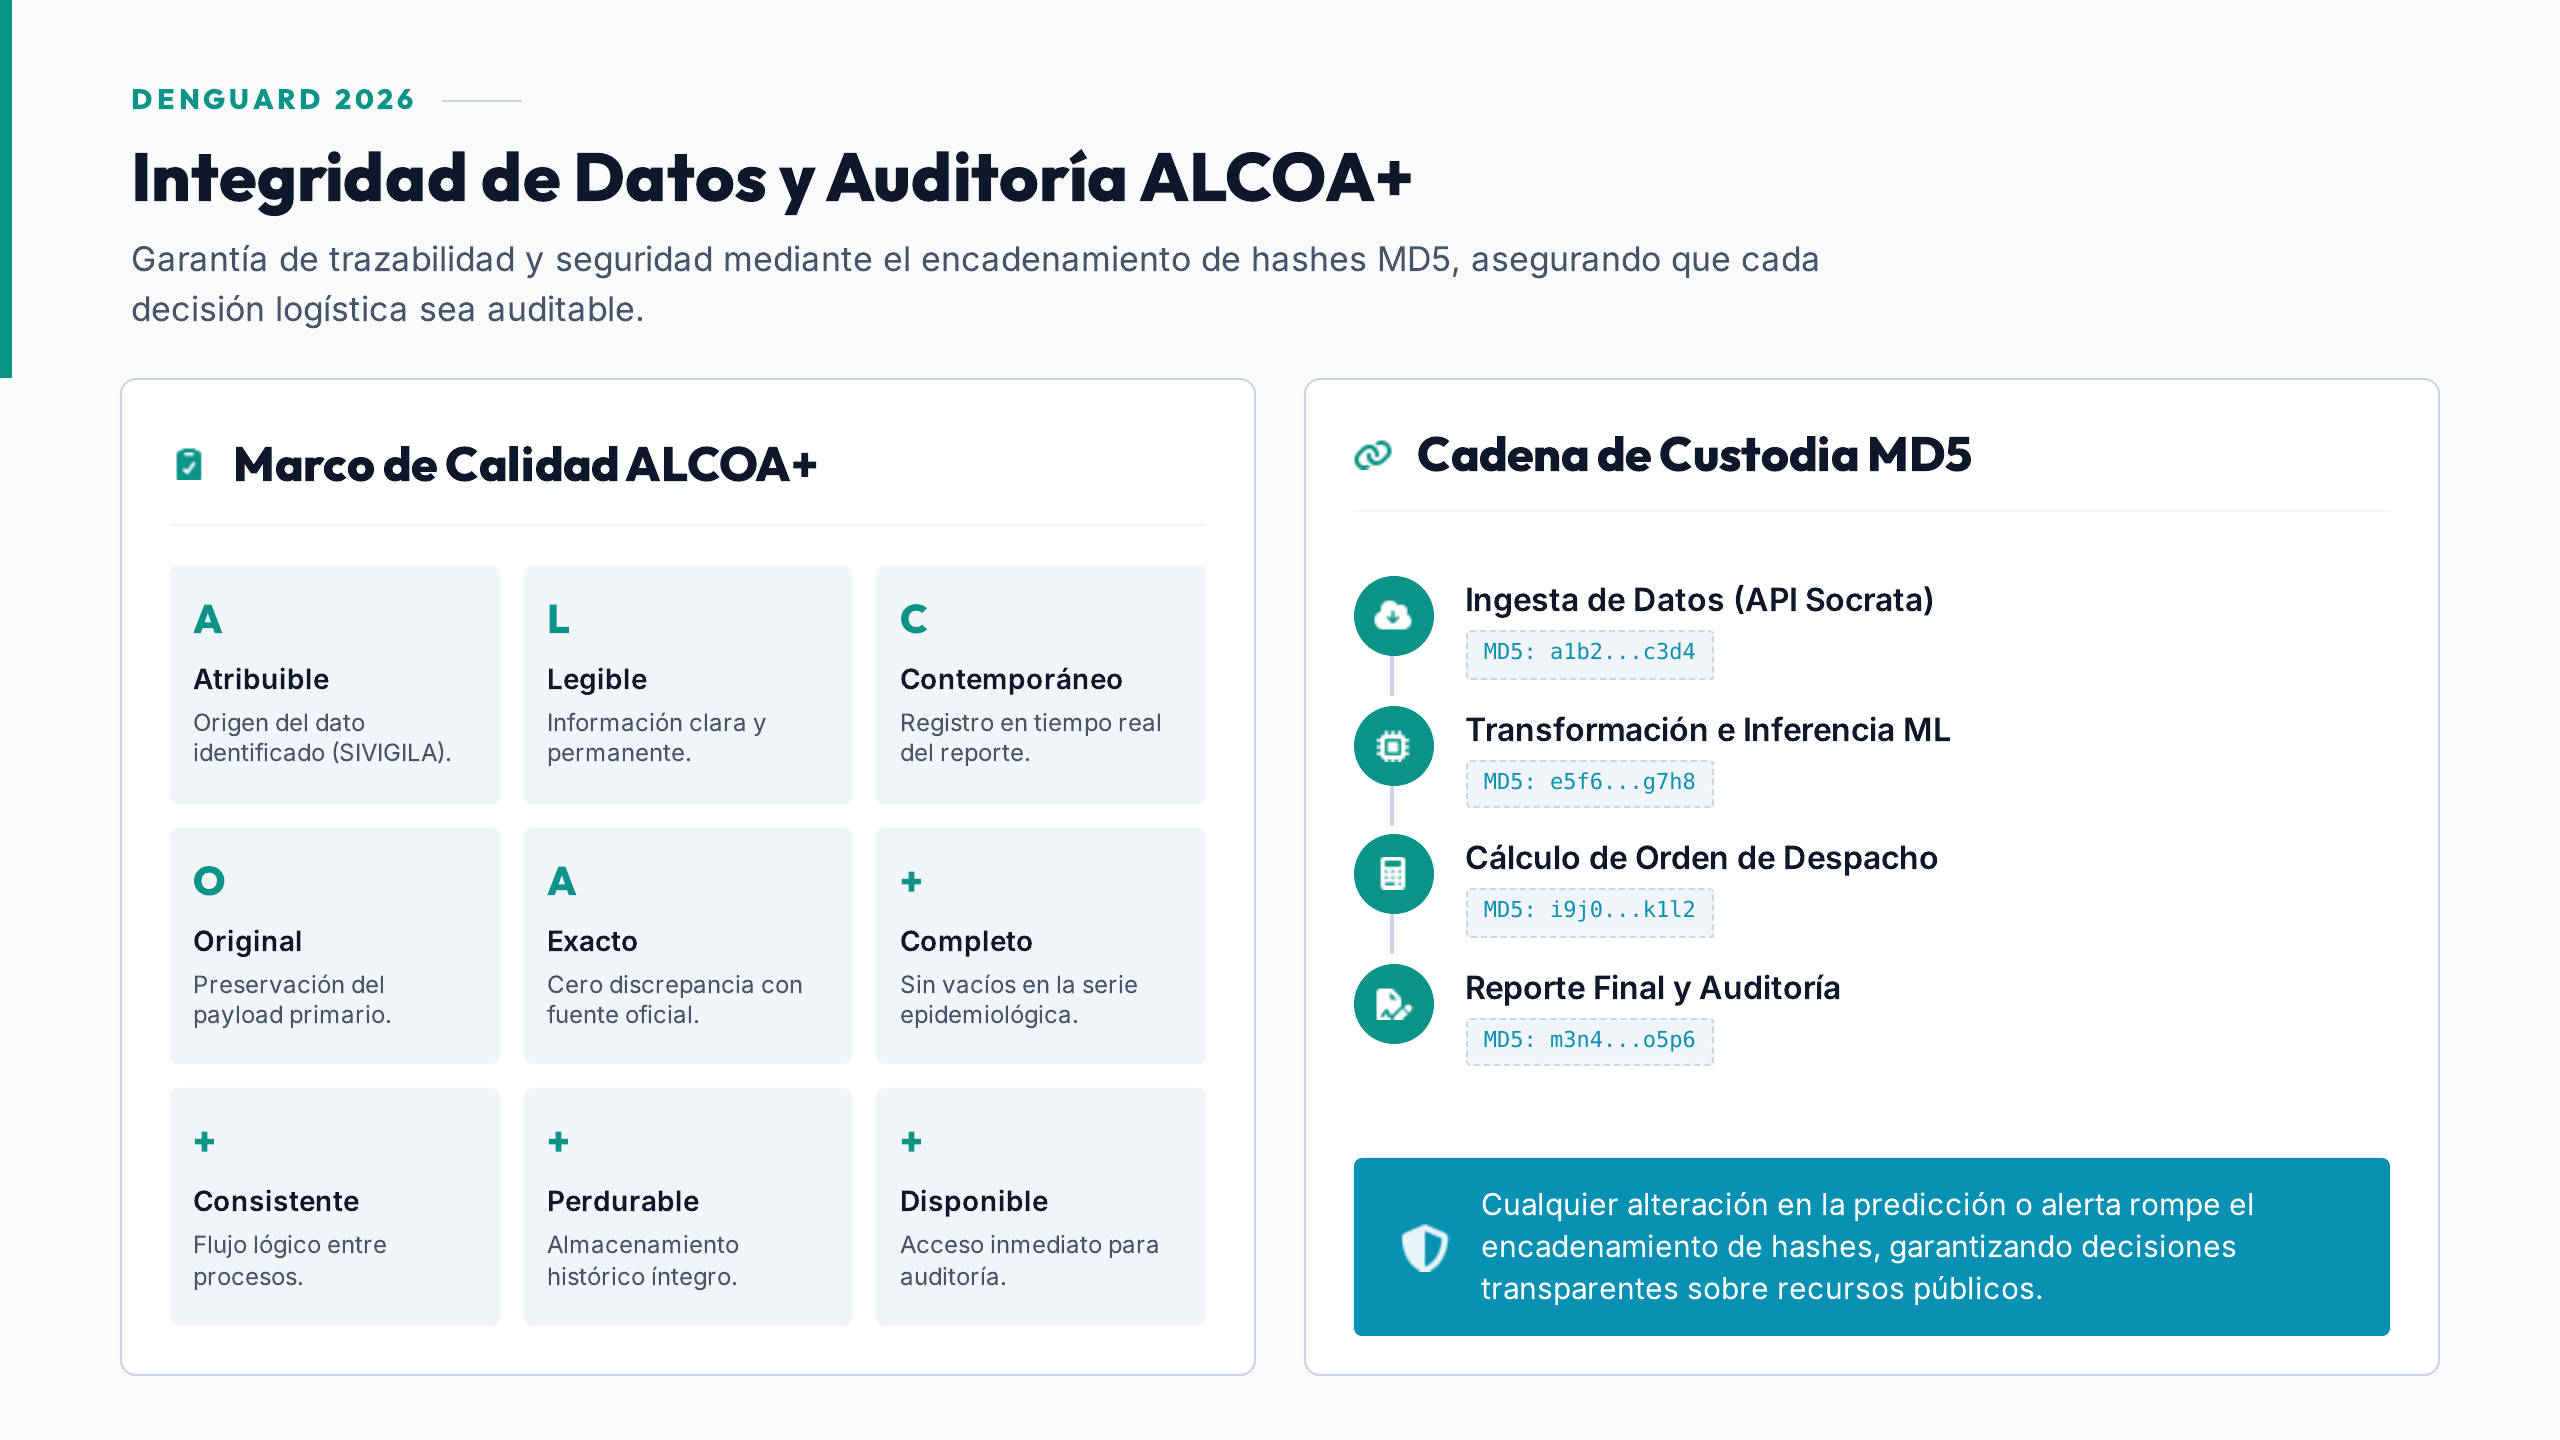 DENGUARD 2026
Integridad de Datos y Auditoría ALCOA+
Garantía de trazabilidad y seguridad mediante el encadenamiento de hashes MD5, asegurando que cada
decisión logística sea auditable.
Marco de Calidad ALCOA+
A
Atribuible
Origen del dato
identificado (SIVIGILA).
L
Legible
Información clara y
permanente.
C
Contemporáneo
Registro en tiempo real
del reporte.
O
Original
Preservación del
payload primario.
A
Exacto
Cero discrepancia con
fuente oficial.
+
Completo
Sin vacíos en la serie
epidemiológica.
+
Consistente
Flujo lógico entre
procesos.
+
Perdurable
Almacenamiento
histórico íntegro.
+
Disponible
Acceso inmediato para
auditoría.
Cadena de Custodia MD5
Ingesta de Datos (API Socrata)
MD5: a1b2...c3d4
Transformación e Inferencia ML
MD5: e5f6...g7h8
Cálculo de Orden de Despacho
MD5: i9j0...k1l2
Reporte Final y Auditoría
MD5: m3n4...o5p6
Cualquier alteración en la predicción o alerta rompe el
encadenamiento de hashes, garantizando decisiones
transparentes sobre recursos públicos.